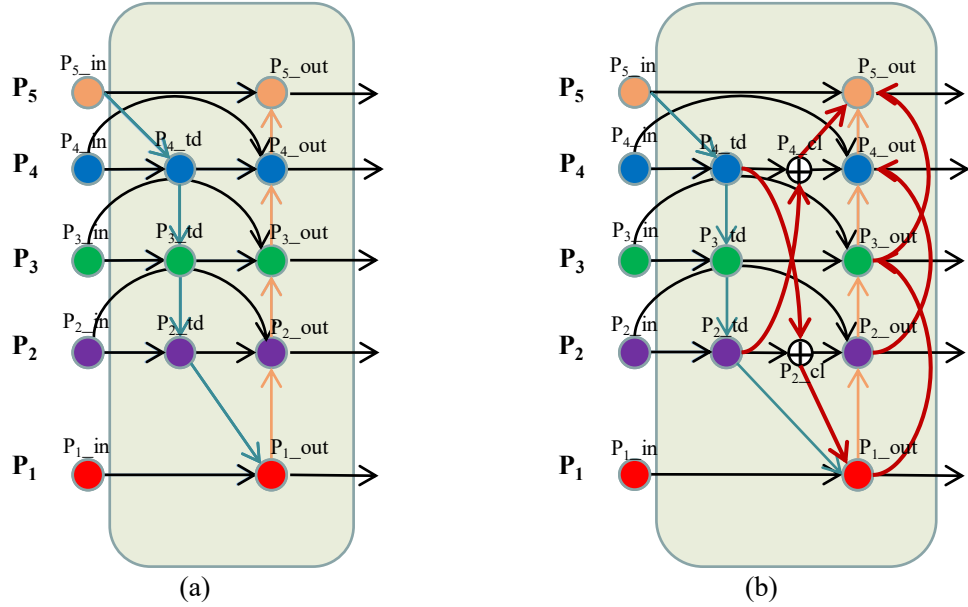 P5_in
P5_out
P5
P4_in
P4_td
P4_out
P4
P3_in
P3_td
P3_out
P3
P2_in
P2_td
P2_out
P2
P1_in
P1_out
P1
(a)
P5_in
P5_out
P5
P4_in
P4_td
P4_cl
P4_out
P4
P3_in
P3_td
P3_out
P3
P2_in
P2_td
P2_out
P2
P2_cl
P1_in
P1_out
P1
(b)